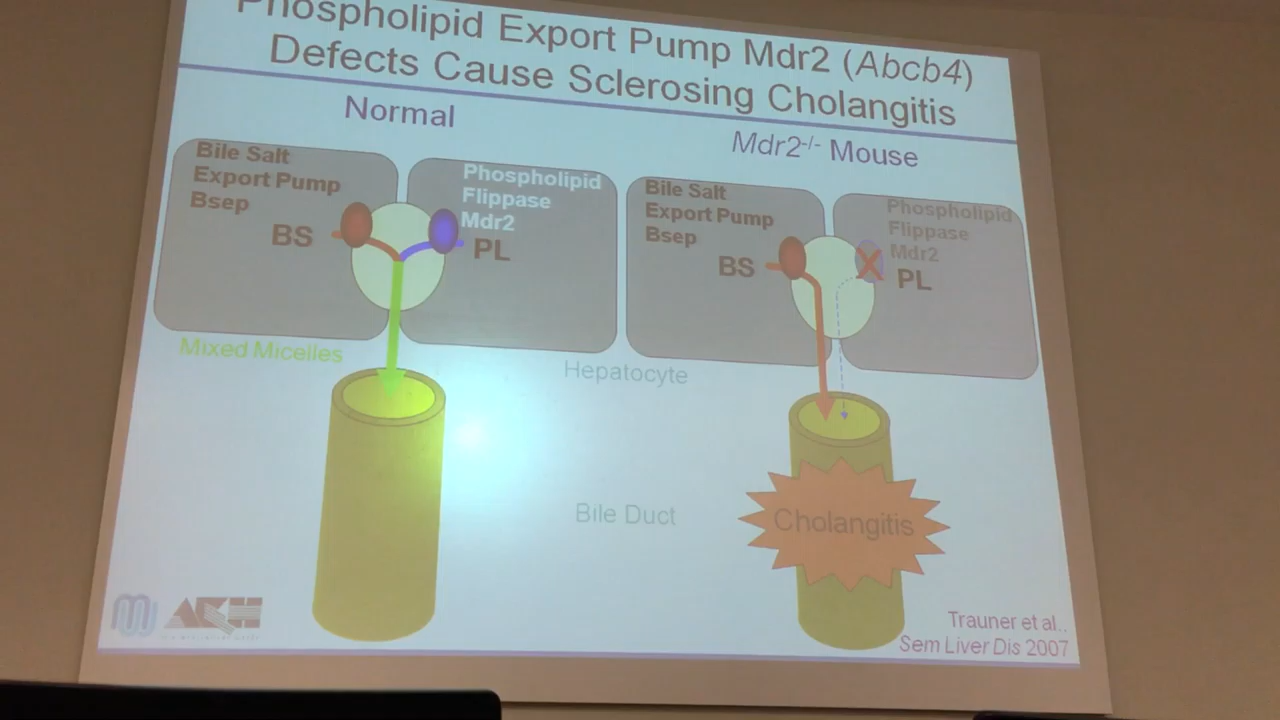 Phospholipid Export Pump Mdr2 (Abcb4)
Defects Cause Sclerosing Cholangitis
Normal
Mdr2-/- Mouse
Bile Salt
Export Pump
Bsep
BS
Phospholipid
Flippase
Mdr2
PL
Bile Salt
Export Pump
Bsep
BS
Phospholipid
Flippase
Mdr2
PL
X
Mixed Micelles
Hepatocyte
Bile Duct
Cholangitis
AKH
Trauner et al..
Sem Liver Dis 2007